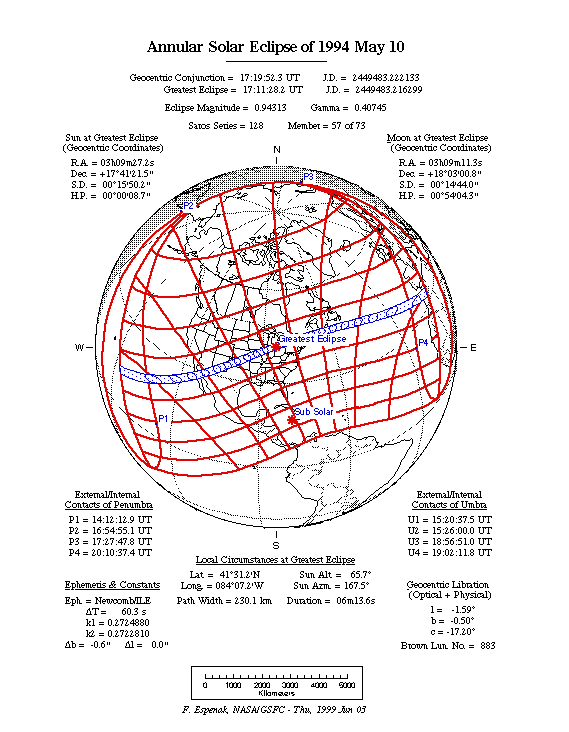 Annular Solar Eclipse of 1994 May 10
Geocentric Conjunction = 17:19:52.3 UT J.D. = 2449483.222133
Greatest Eclipse = 17:11:28.2 UT J.D. = 2449483.216299
Eclipse Magnitude = 0.94313 Gamma = 0.40745
Saros Series = 128 Member = 57 of 73
Sun at Greatest Eclipse
(Geocentric Coordinates)
R.A. = 03h09m27.2s
Dec. = +17°41'21.5"
S.D. = 00°15'50.2"
H.P. = 00°00'08.7"
Moon at Greatest Eclipse
(Geocentric Coordinates)
R.A. = 03h09m11.3s
Dec. = +18°03'00.8"
S.D. = 00°14'44.0"
H.P. = 00°54'04.3"
N
P3
P2
W
E
Greatest Eclipse
P4
Sub Solar
P1
S
External/Internal
Contacts of Penumbra
P1 = 14:12:12.9 UT
P2 = 16:54:55.1 UT
P3 = 17:27:47.8 UT
P4 = 20:10:37.4 UT
External/Internal
Contacts of Umbra
U1 = 15:20:37.5 UT
U2 = 15:26:00.0 UT
U3 = 18:56:51.0 UT
U4 = 19:02:11.8 UT
Local Circumstances at Greatest Eclipse
Lat. = 41°31.2'N Sun Alt. = 65.7°
Long. = 084°07.2'W Sun Azm. = 167.5°
Path Width = 230.1 km Duration = 06m13.6s
Ephemeris & Constants
Eph. = Newcomb/ILE
ΔT = 60.3 s
k1 = 0.2724880
k2 = 0.2722810
Δb = -0.6" Δl = 0.0"
Geocentric Libration
(Optical + Physical)
l = -1.59°
b = -0.50°
c = -17.20°
Brown Lun. No. = 883
0 1000 2000 3000 4000 5000
Kilometers
F. Espenak, NASA/GSFC - Thu, 1999 Jun 03